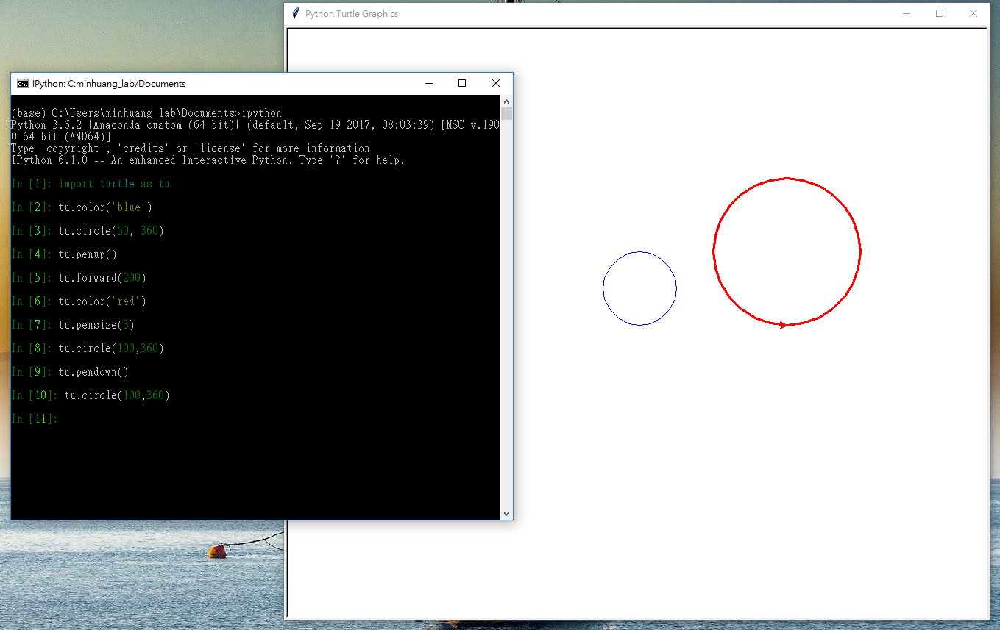 Python Turtle Graphics
IPython: C:minhuang_lab/Documents
(base) C:\Users\minhuang_lab\Documents>ipython
Python 3.6.2 |Anaconda custom (64-bit)| (default, Sep 19 2017, 08:03:39) [MSC v.190
0 64 bit (AMD64)]
Type 'copyright', 'credits' or 'license' for more information
IPython 6.1.0 -- An enhanced Interactive Python. Type '?' for help.
In [1]: import turtle as tu
In [2]: tu.color('blue')
In [3]: tu.circle(50, 360)
In [4]: tu.penup()
In [5]: tu.forward(200)
In [6]: tu.color('red')
In [7]: tu.pensize(3)
In [8]: tu.circle(100,360)
In [9]: tu.pendown()
In [10]: tu.circle(100,360)
In [11]: